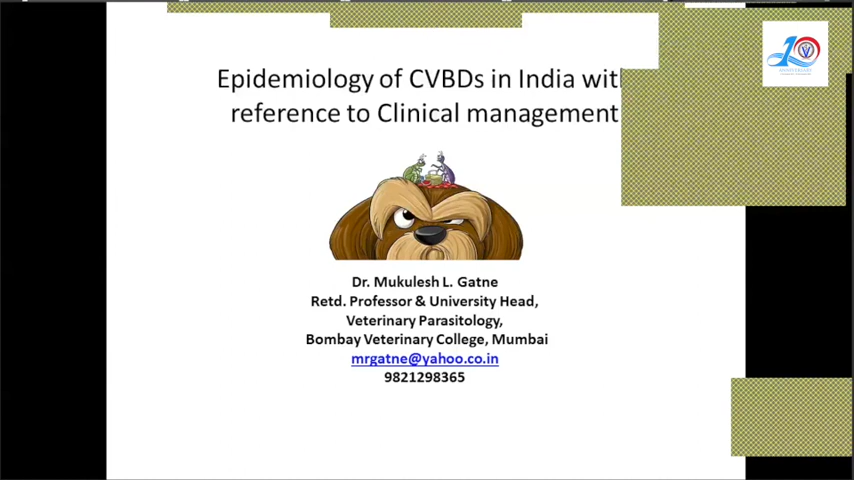 Epidemiology of CVBDs in India with
reference to Clinical management
Dr. Mukulesh L. Gatne
Retd. Professor & University Head,
Veterinary Parasitology,
Bombay Veterinary College, Mumbai
mrgatne@yahoo.co.in
9821298365